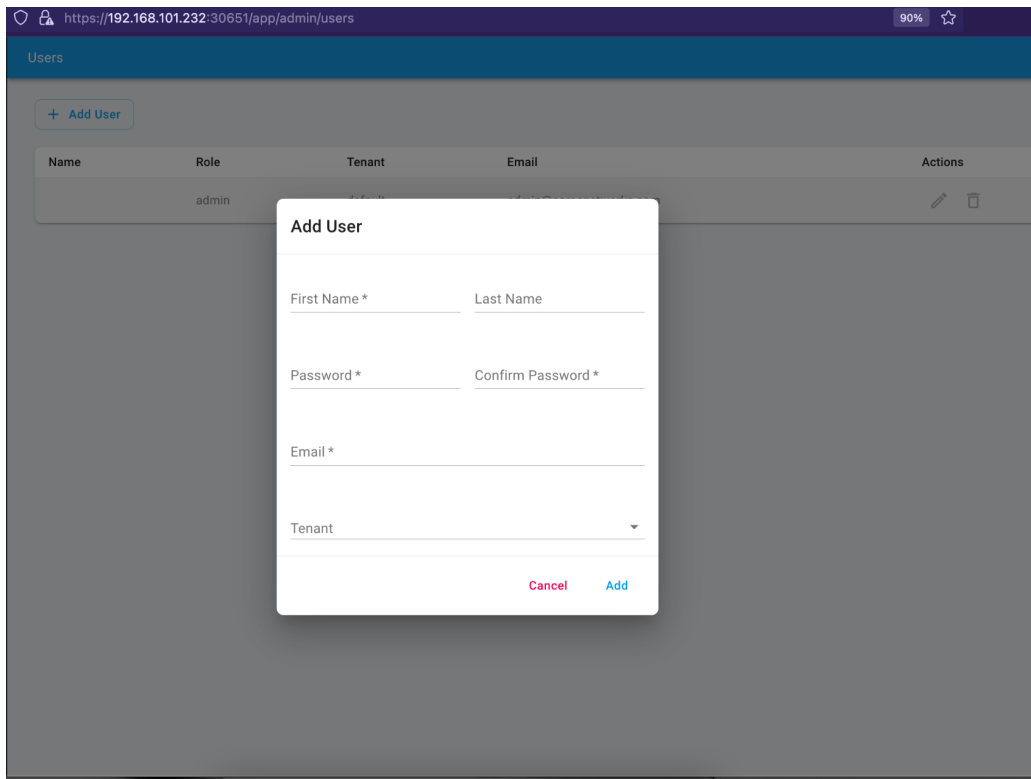 https://192.168.101.232:30651/app/admin/users 90%
Users
+ Add User
Name Role Tenant Email Actions
admin default
Add User
First Name * Last Name
Password * Confirm Password *
Email *
Tenant
Cancel Add